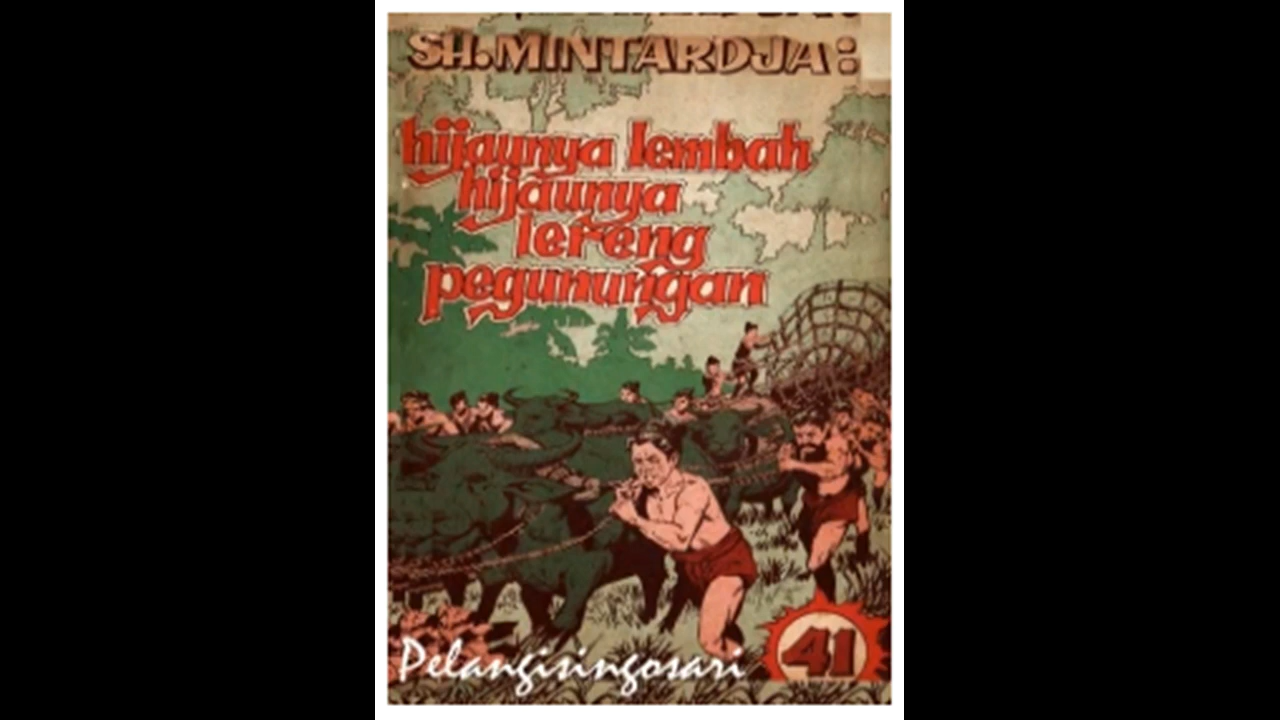 SH. MINTARDJA:
hijaunya lembah
hijaunya
lereng
pegunungan
Pelangisingosari
41